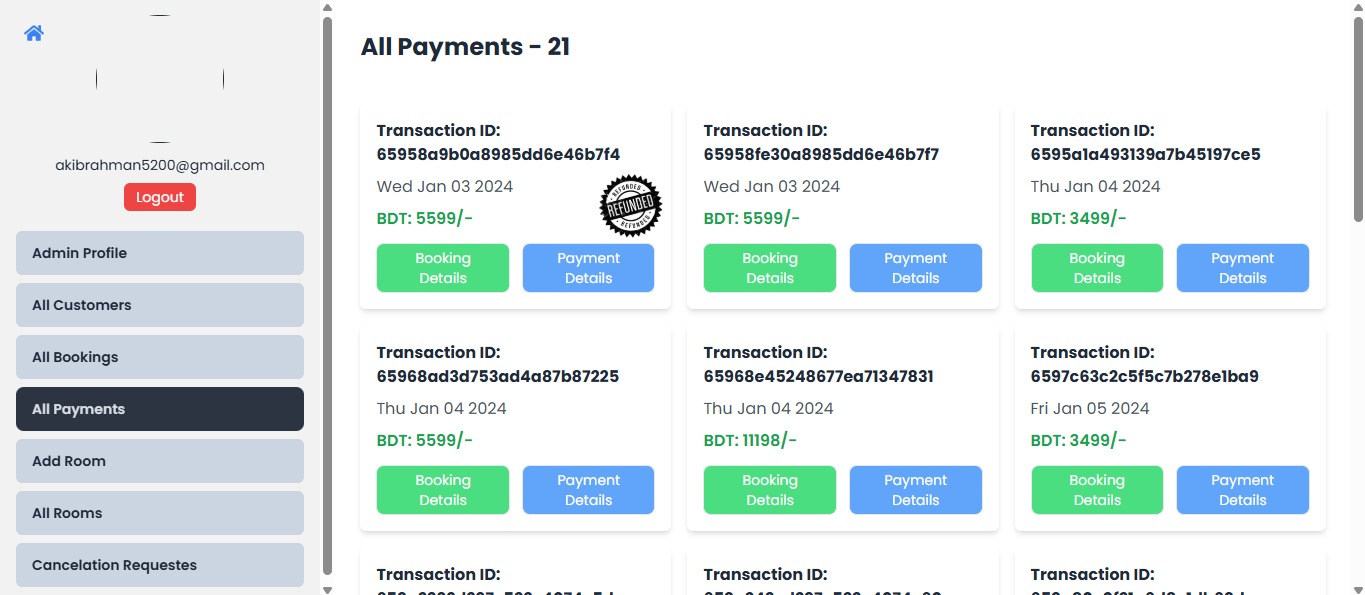 akibrahman5200@gmail.com
Logout
Admin Profile
All Customers
All Bookings
All Payments
Add Room
All Rooms
Cancelation Requestes
All Payments - 21
Transaction ID:
65958a9b0a8985dd6e46b7f4
Wed Jan 03 2024
BDT: 5599/-
REFUNDED
REFUNDED
REFUNDED
Booking
Details
Payment
Details
Transaction ID:
65958fe30a8985dd6e46b7f7
Wed Jan 03 2024
BDT: 5599/-
Booking
Details
Payment
Details
Transaction ID:
6595a1a493139a7b45197ce5
Thu Jan 04 2024
BDT: 3499/-
Booking
Details
Payment
Details
Transaction ID:
65968ad3d753ad4a87b87225
Thu Jan 04 2024
BDT: 5599/-
Booking
Details
Payment
Details
Transaction ID:
65968e45248677ea71347831
Thu Jan 04 2024
BDT: 11198/-
Booking
Details
Payment
Details
Transaction ID:
6597c63c2c5f5c7b278e1ba9
Fri Jan 05 2024
BDT: 3499/-
Booking
Details
Payment
Details
Transaction ID:
Transaction ID:
Transaction ID: